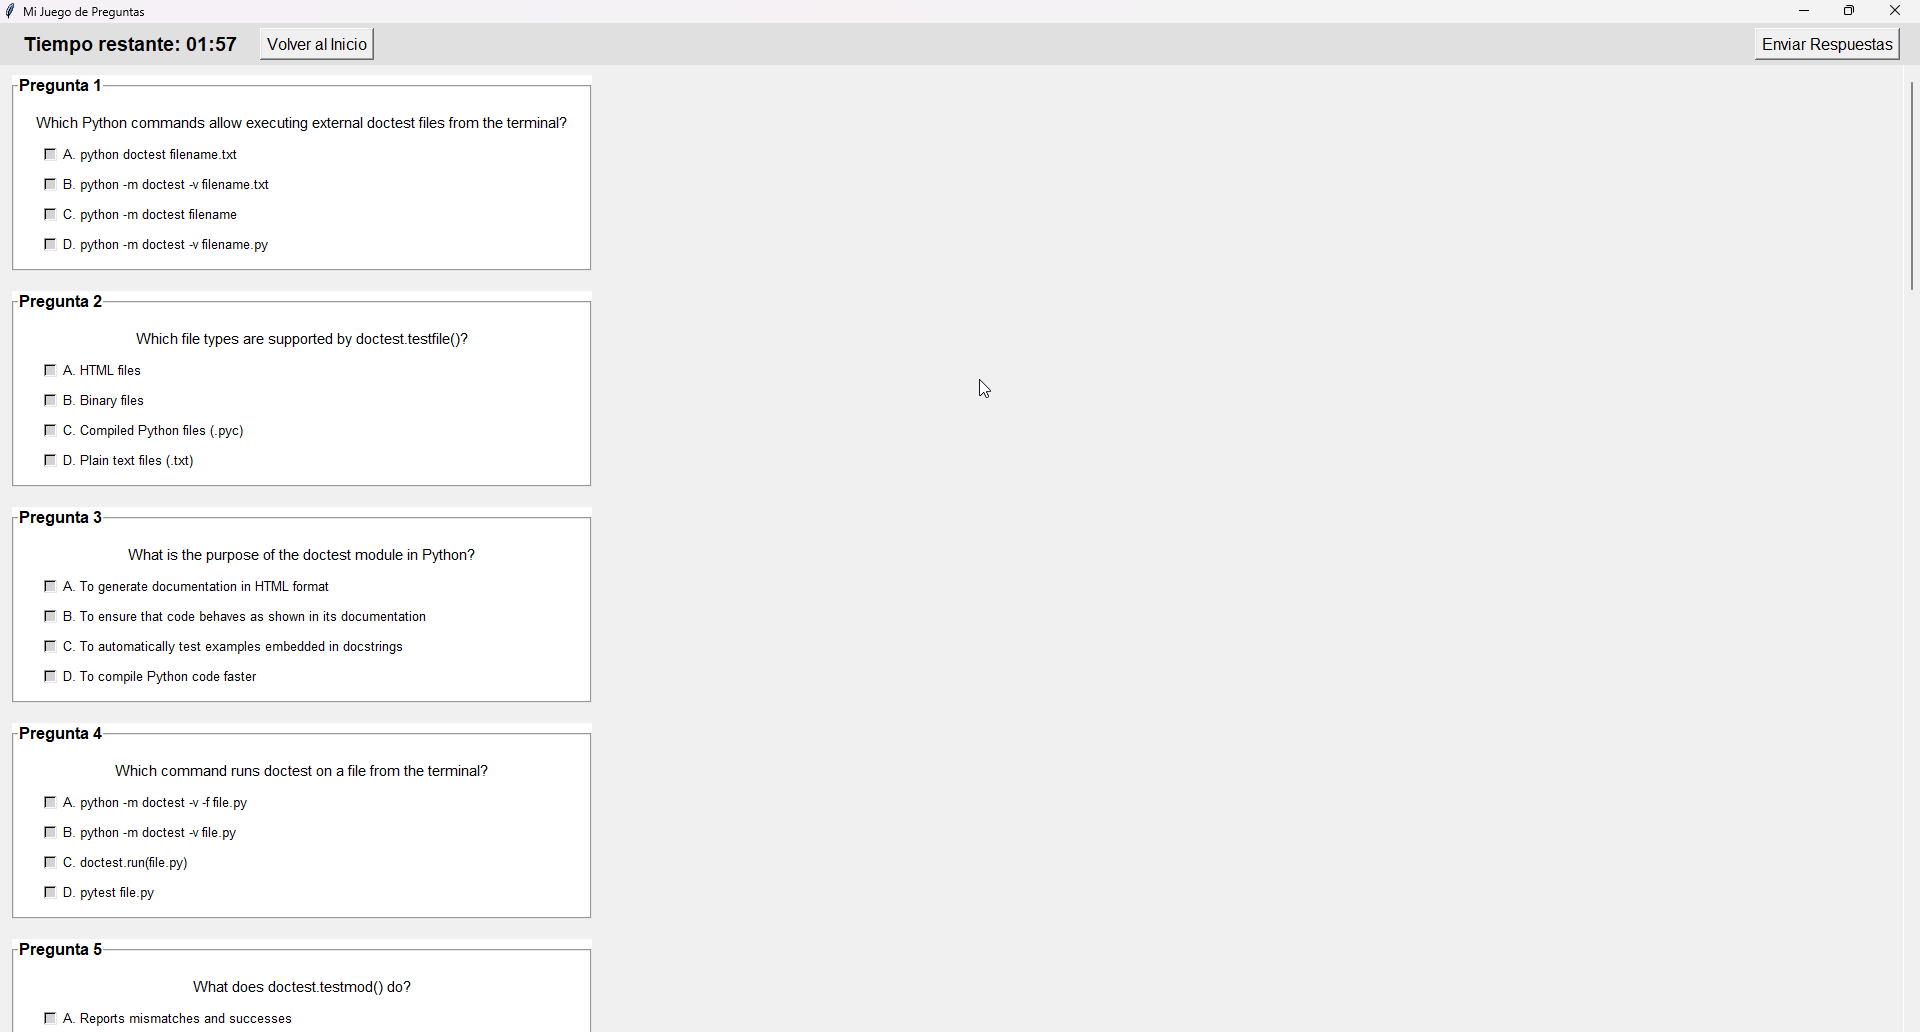 Mi Juego de Preguntas
Tiempo restante: 01:57
Volver al Inicio
Enviar Respuestas
Pregunta 1
Which Python commands allow executing external doctest files from the terminal?
A. python doctest filename.txt
B. python -m doctest -v filename.txt
C. python -m doctest filename
D. python -m doctest -v filename.py
Pregunta 2
Which file types are supported by doctest.testfile()?
A. HTML files
B. Binary files
C. Compiled Python files (.pyc)
D. Plain text files (.txt)
Pregunta 3
What is the purpose of the doctest module in Python?
A. To generate documentation in HTML format
B. To ensure that code behaves as shown in its documentation
C. To automatically test examples embedded in docstrings
D. To compile Python code faster
Pregunta 4
Which command runs doctest on a file from the terminal?
A. python -m doctest -v -f file.py
B. python -m doctest -v file.py
C. doctest.run(file.py)
D. pytest file.py
Pregunta 5
What does doctest.testmod() do?
A. Reports mismatches and successes